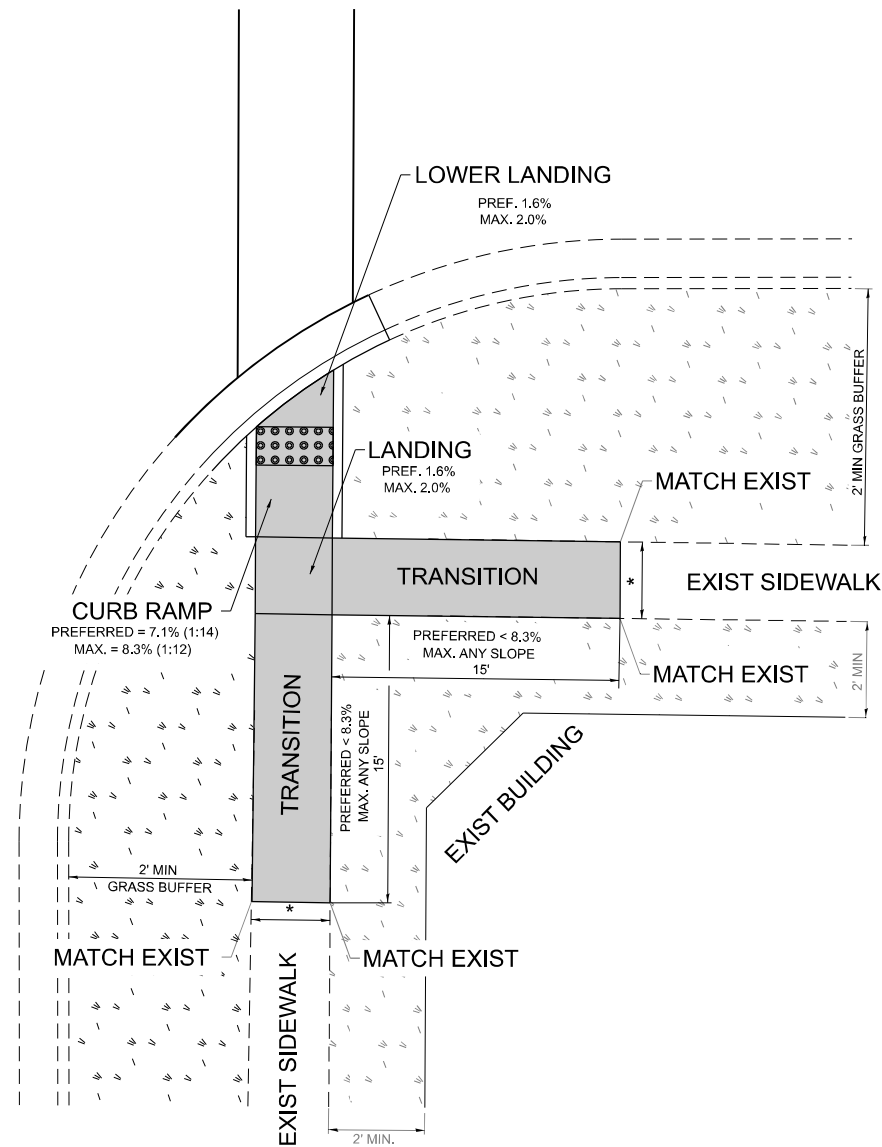 LOWER LANDING
PREF. 1.6%
MAX. 2.0%
LANDING
PREF. 1.6%
MAX. 2.0%
2' MIN GRASS BUFFER
MATCH EXIST
TRANSITION
*
EXIST SIDEWALK
CURB RAMP
PREFERRED = 7.1% (1:14)
MAX. = 8.3% (1:12)
PREFERRED < 8.3%
MAX. ANY SLOPE
15'
MATCH EXIST
2' MIN
TRANSITION
PREFERRED < 8.3%
MAX. ANY SLOPE
15'
EXIST BUILDING
2' MIN
GRASS BUFFER
*
MATCH EXIST
MATCH EXIST
EXIST SIDEWALK
2' MIN.